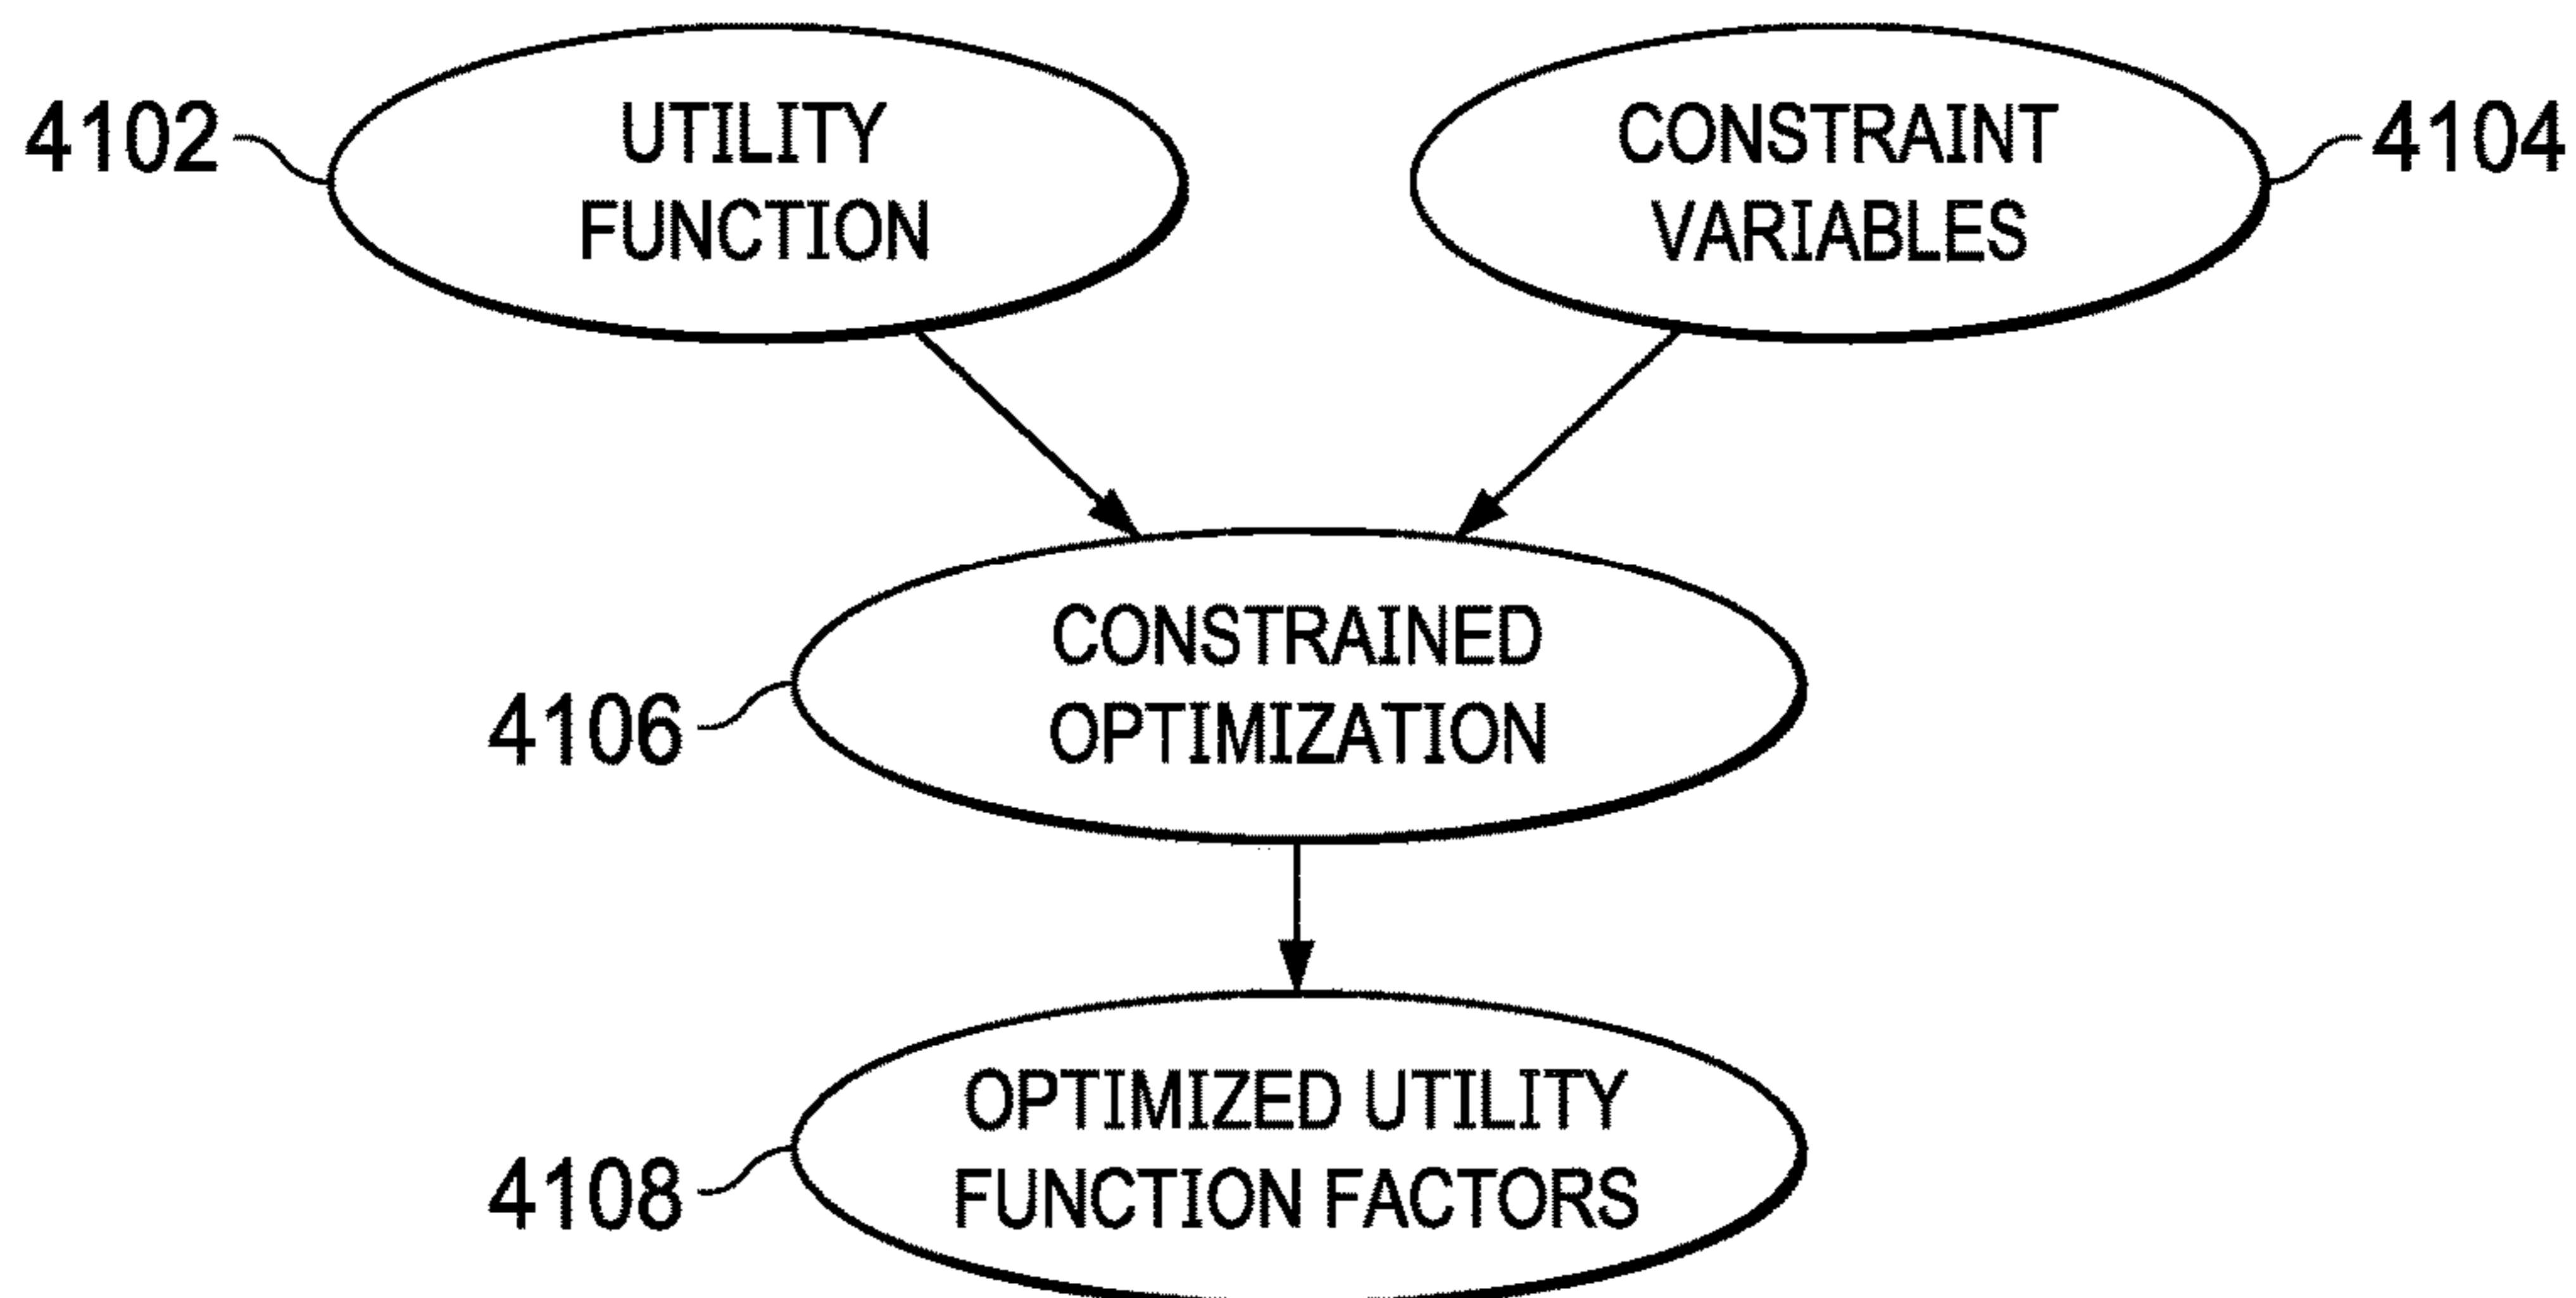 4102
UTILITY
FUNCTION
CONSTRAINT
VARIABLES
4104
CONSTRAINED
OPTIMIZATION
4106
OPTIMIZED UTILITY
FUNCTION FACTORS
4108